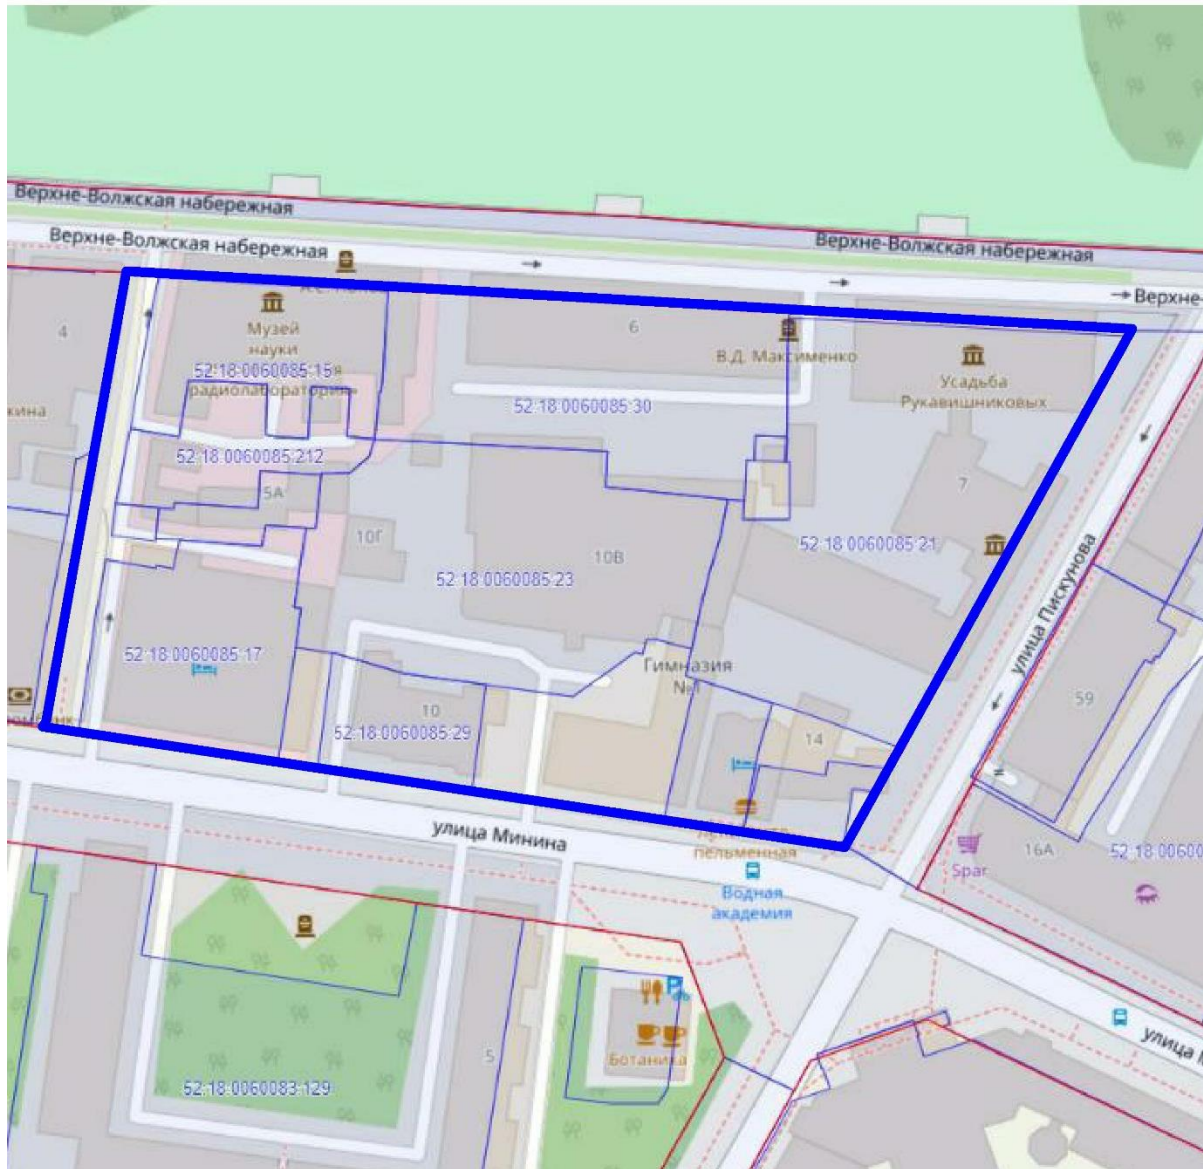 Верхне-Волжская набережная
Верхне-Волжская набережная
Верхне-Волжская набережная
Верхне-
4
Музей
науки
радиолаборатория»
52:18:0060085:15
6
В.Д. Максименко
Усадьба
Рукавишниковых
52:18:0060085:30
кина
52:18:0060085:212
5А
7
10Г
10В
52:18:0060085:21
52:18:0060085:23
улица Пискунова
52:18:0060085:17
Гимназия
№1
59
10
14
52:18:0060085:29
улица Минина
пельменная
16А
52:18:00600
Spar
Водная
академия
5
Ботаника
улица М
52:18:0060083:129